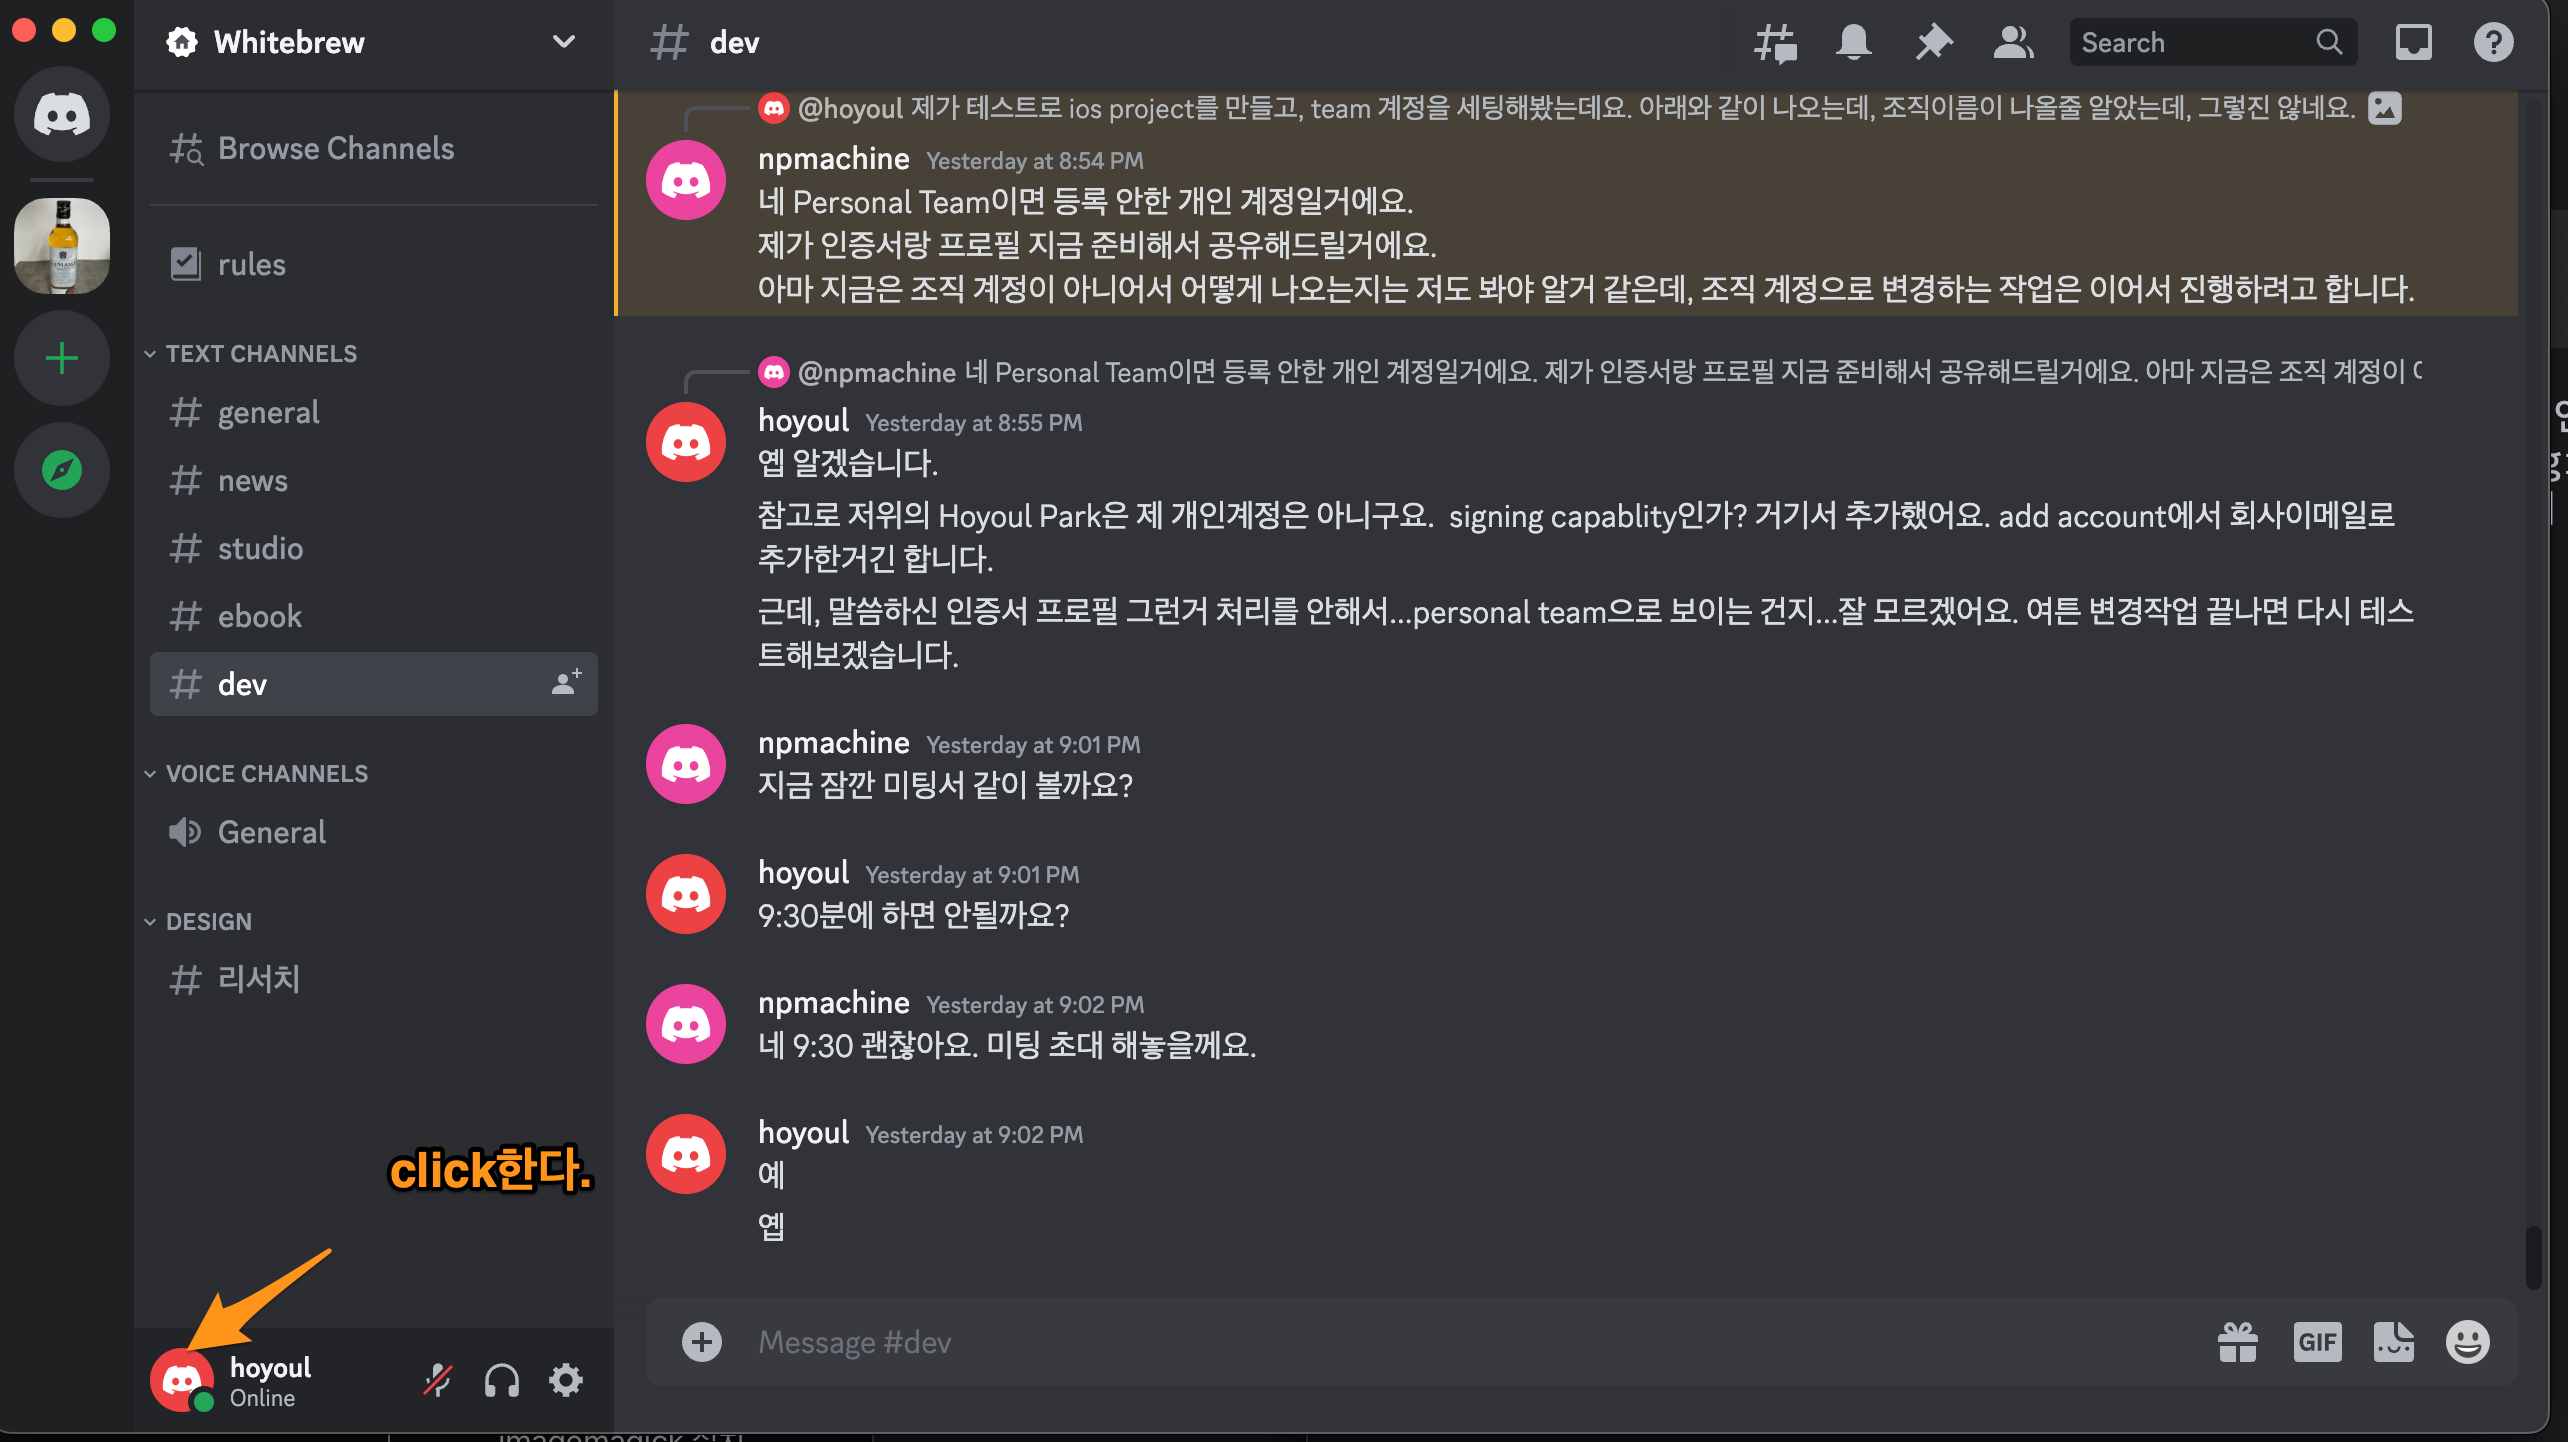 Whitebrew
Browse Channels
rules
TEXT CHANNELS
general
news
studio
ebook
dev
VOICE CHANNELS
General
DESIGN
리서치
click한다.
hoyoul
Online
dev
Search
@hoyoul 제가 테스트로 ios project를 만들고, team 계정을 세팅해봤는데요. 아래와 같이 나오는데, 조직이름이 나올줄 알았는데, 그렇진 않네요.
npmachine Yesterday at 8:54 PM
네 Personal Team이면 등록 안한 개인 계정일거에요.
제가 인증서랑 프로필 지금 준비해서 공유해드릴거에요.
아마 지금은 조직 계정이 아니어서 어떻게 나오는지는 저도 봐야 알거 같은데, 조직 계정으로 변경하는 작업은 이어서 진행하려고 합니다.
@npmachine 네 Personal Team이면 등록 안한 개인 계정일거에요. 제가 인증서랑 프로필 지금 준비해서 공유해드릴거에요. 아마 지금은 조직 계정이
hoyoul Yesterday at 8:55 PM
옙 알겠습니다.
참고로 저위의 Hoyoul Park은 제 개인계정은 아니구요. signing capablity인가? 거기서 추가했어요. add account에서 회사이메일로
추가한거긴 합니다.
근데, 말씀하신 인증서 프로필 그런거 처리를 안해서...personal team으로 보이는 건지...잘 모르겠어요. 여튼 변경작업 끝나면 다시 테스
트해보겠습니다.
npmachine Yesterday at 9:01 PM
지금 잠깐 미팅서 같이 볼까요?
hoyoul Yesterday at 9:01 PM
9:30분에 하면 안될까요?
npmachine Yesterday at 9:02 PM
네 9:30 괜찮아요. 미팅 초대 해놓을께요.
hoyoul Yesterday at 9:02 PM
예
옙
Message #dev
GIF